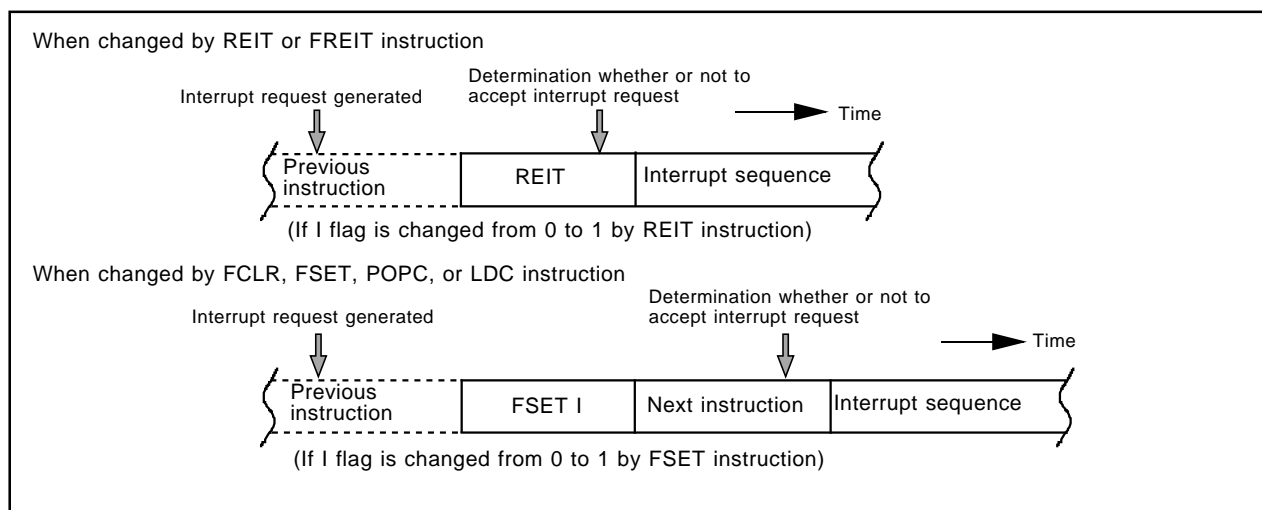 When changed by REIT or FREIT instruction
Interrupt request generated
Determination whether or not to
accept interrupt request
Time
Previous
instruction
REIT
Interrupt sequence
(If I flag is changed from 0 to 1 by REIT instruction)
When changed by FCLR, FSET, POPC, or LDC instruction
Interrupt request generated
Determination whether or not to
accept interrupt request
Time
Previous
instruction
FSET I
Next instruction
Interrupt sequence
(If I flag is changed from 0 to 1 by FSET instruction)